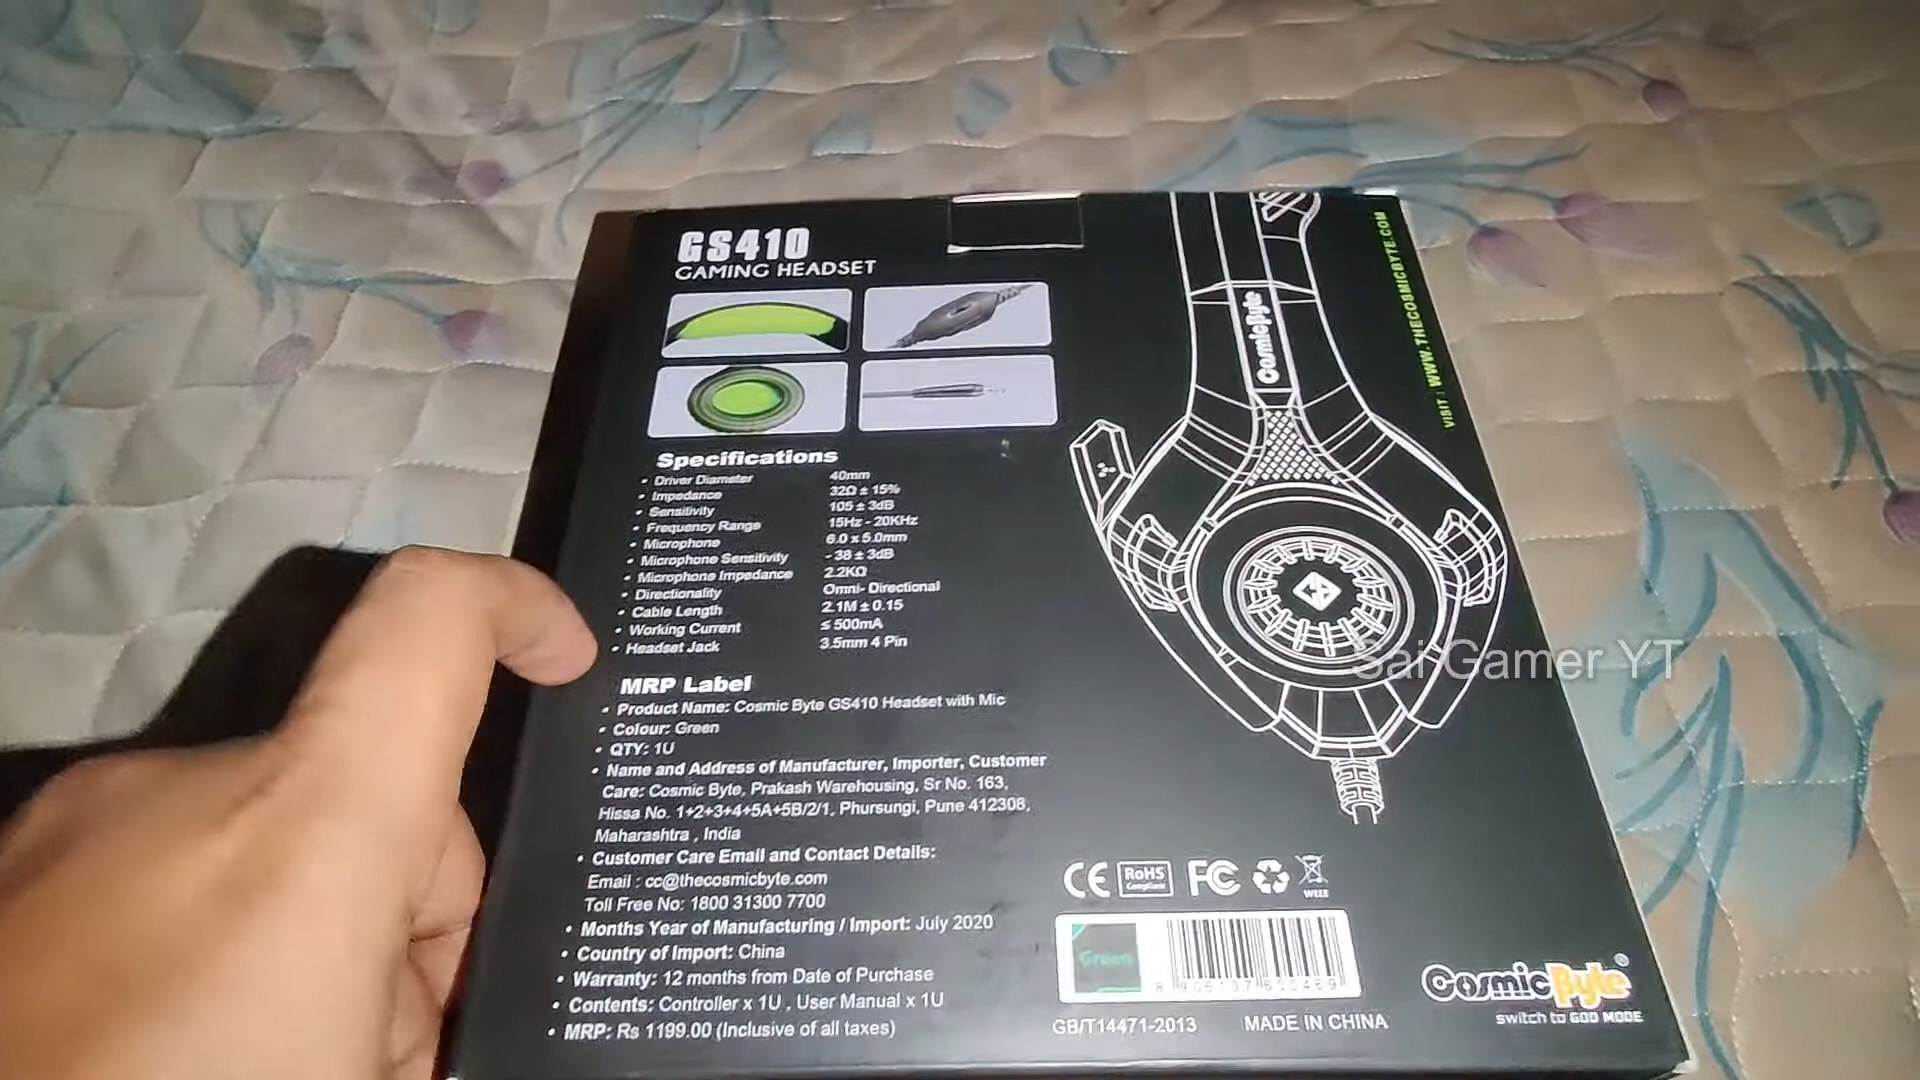 GS410
GAMING HEADSET
Specifications
• Driver Diameter 40mm
• Impedance 32Ω ± 15%
• Sensitivity 105 ± 3dB
• Frequency Range 15Hz - 20KHz
• Microphone 6.0 x 5.0mm
• Microphone Sensitivity - 38 ± 3dB
• Microphone Impedance 2.2KΩ
• Directionality Omni- Directional
• Cable Length 2.1M ± 0.15
• Working Current ≤ 500mA
• Headset Jack 3.5mm 4 Pin
MRP Label
• Product Name: Cosmic Byte GS410 Headset with Mic
• Colour: Green
• QTY: 1U
• Name and Address of Manufacturer, Importer, Customer
Care: Cosmic Byte, Prakash Warehousing, Sr No. 163,
Hissa No. 1+2+3+4+5A+5B/2/1, Phursungi, Pune 412308,
Maharashtra , India
• Customer Care Email and Contact Details:
Email : cc@thecosmicbyte.com
Toll Free No: 1800 31300 7700
• Months Year of Manufacturing / Import: July 2020
• Country of Import: China
• Warranty: 12 months from Date of Purchase
• Contents: Controller x 1U , User Manual x 1U
• MRP: Rs 1199.00 (Inclusive of all taxes)
CosmicByte
VISIT : WWW.THECOSMICBYTE.COM
Sai Gamer YT
CE RoHS Compliant FC WEEE
Green
GB/T14471-2013 MADE IN CHINA
CosmicByte ®
switch to GOD MODE